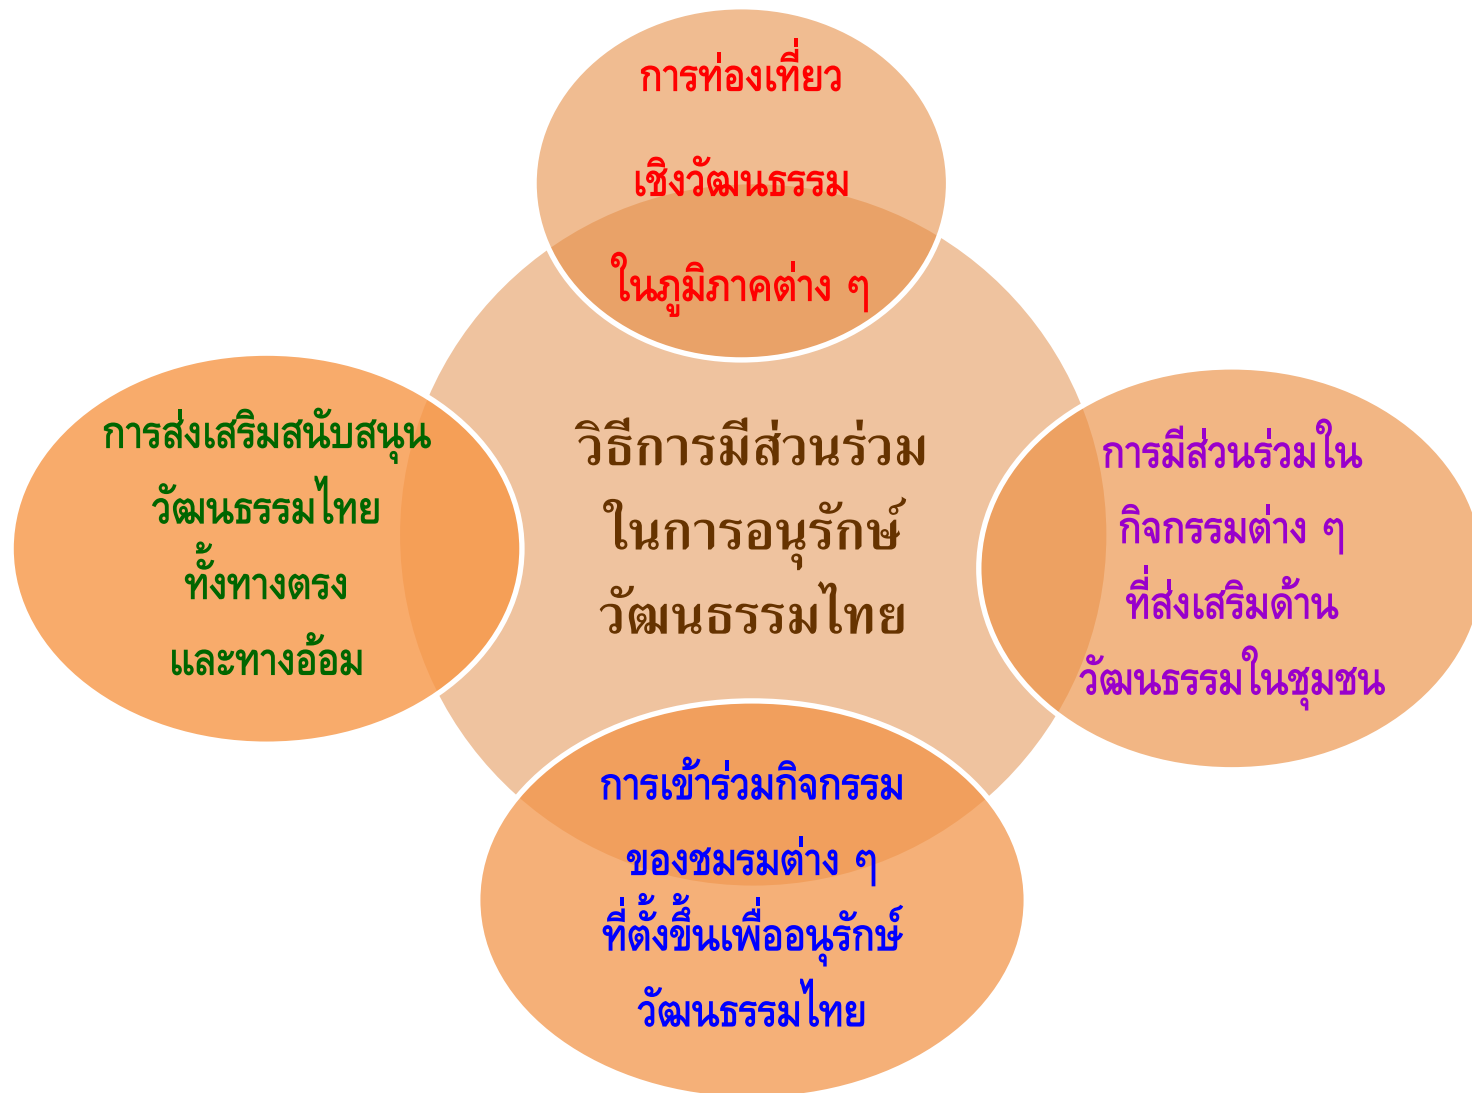 การท่องเที่ยว
เชิงวัฒนธรรม
ในภูมิภาคต่าง ๆ
การส่งเสริมสนับสนุน
วัฒนธรรมไทย
ทั้งทางตรง
และทางอ้อม
วิธีการมีส่วนร่วม
ในการอนุรักษ์
วัฒนธรรมไทย
การมีส่วนร่วมใน
กิจกรรมต่าง ๆ
ที่ส่งเสริมด้าน
วัฒนธรรมในชุมชน
การเข้าร่วมกิจกรรม
ของชมรมต่าง ๆ
ที่ตั้งขึ้นเพื่ออนุรักษ์
วัฒนธรรมไทย